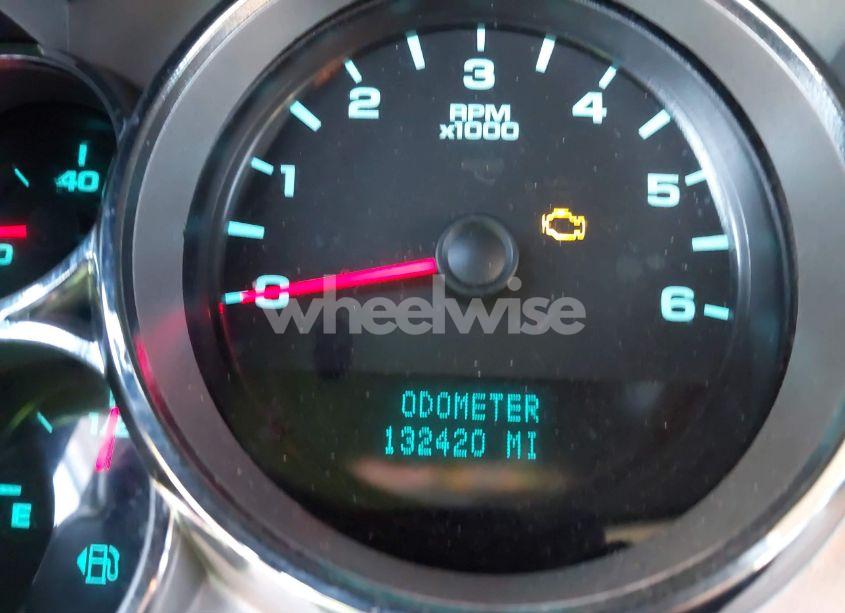 3
2
4
RPM
x1000
40
1
5
0
6
wheelwise
ODOMETER
132420 MI
E